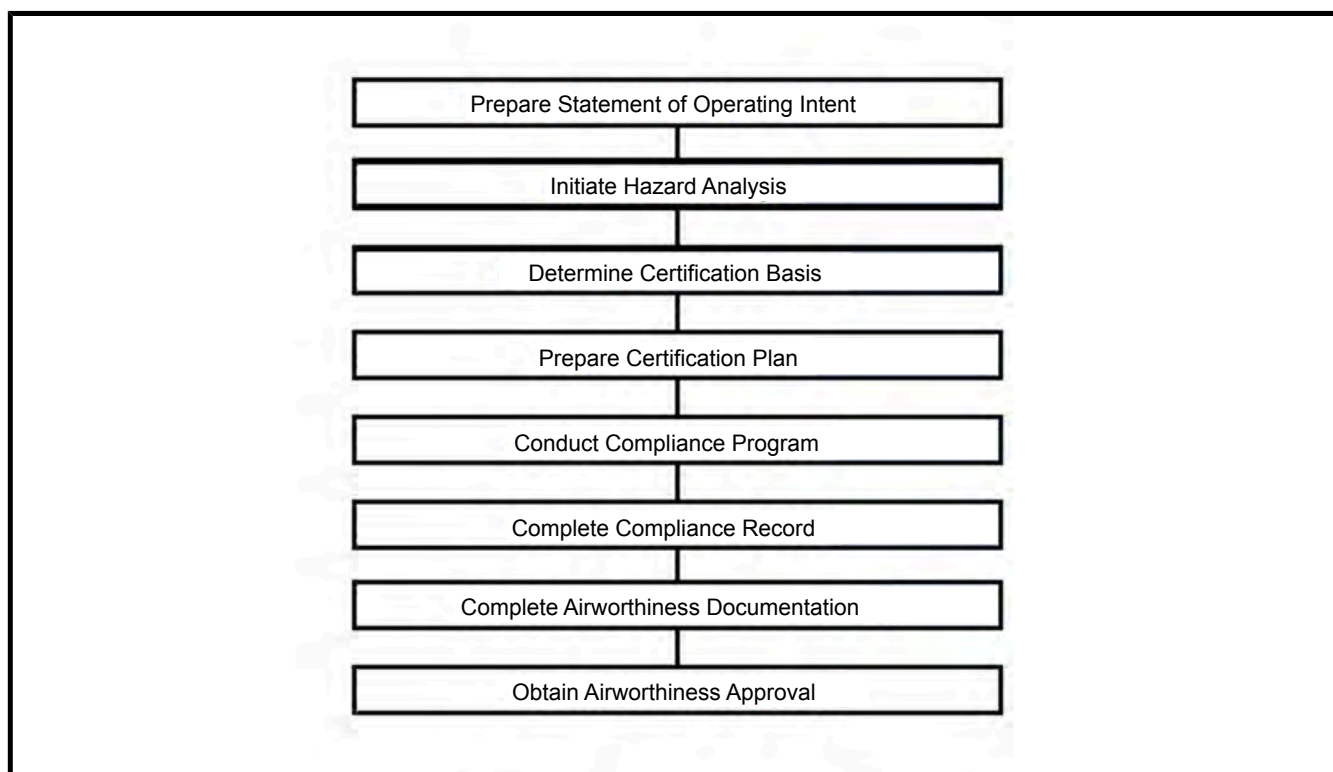 Prepare Statement of Operating Intent
Initiate Hazard Analysis
Determine Certification Basis
Prepare Certification Plan
Conduct Compliance Program
Complete Compliance Record
Complete Airworthiness Documentation
Obtain Airworthiness Approval